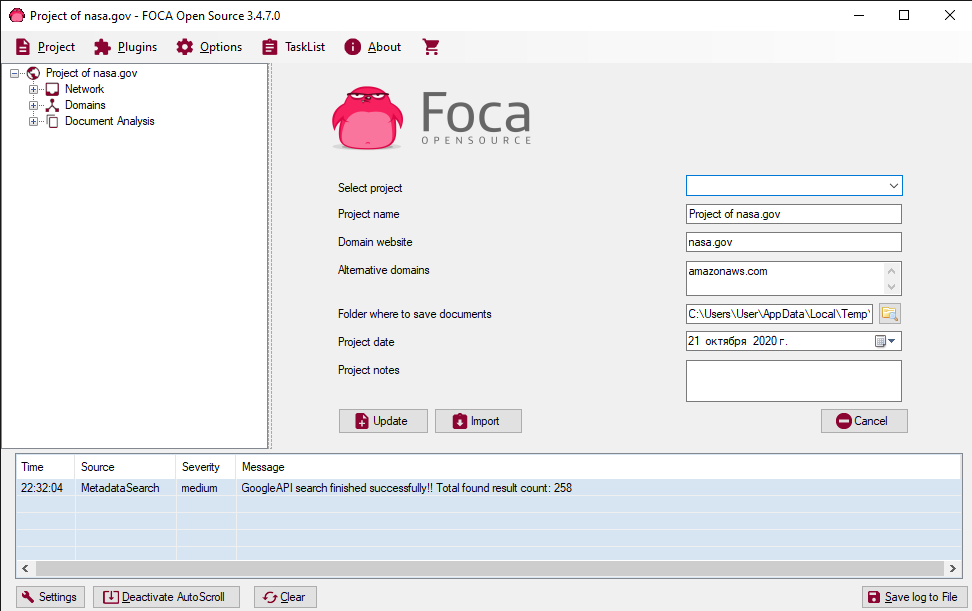 Project of nasa.gov - FOCA Open Source 3.4.7.0
Project Plugins Options TaskList About
Project of nasa.gov
Network
Domains
Document Analysis
Foca
OPENSOURCE
Select project
Project name Project of nasa.gov
Domain website nasa.gov
Alternative domains amazonaws.com
Folder where to save documents C:\Users\User\AppData\Local\Temp\
Project date 21 октября 2020 г.
Project notes
Update Import Cancel
Time Source Severity Message
22:32:04 MetadataSearch medium GoogleAPI search finished successfully!! Total found result count: 258
Settings Deactivate AutoScroll Clear Save log to File